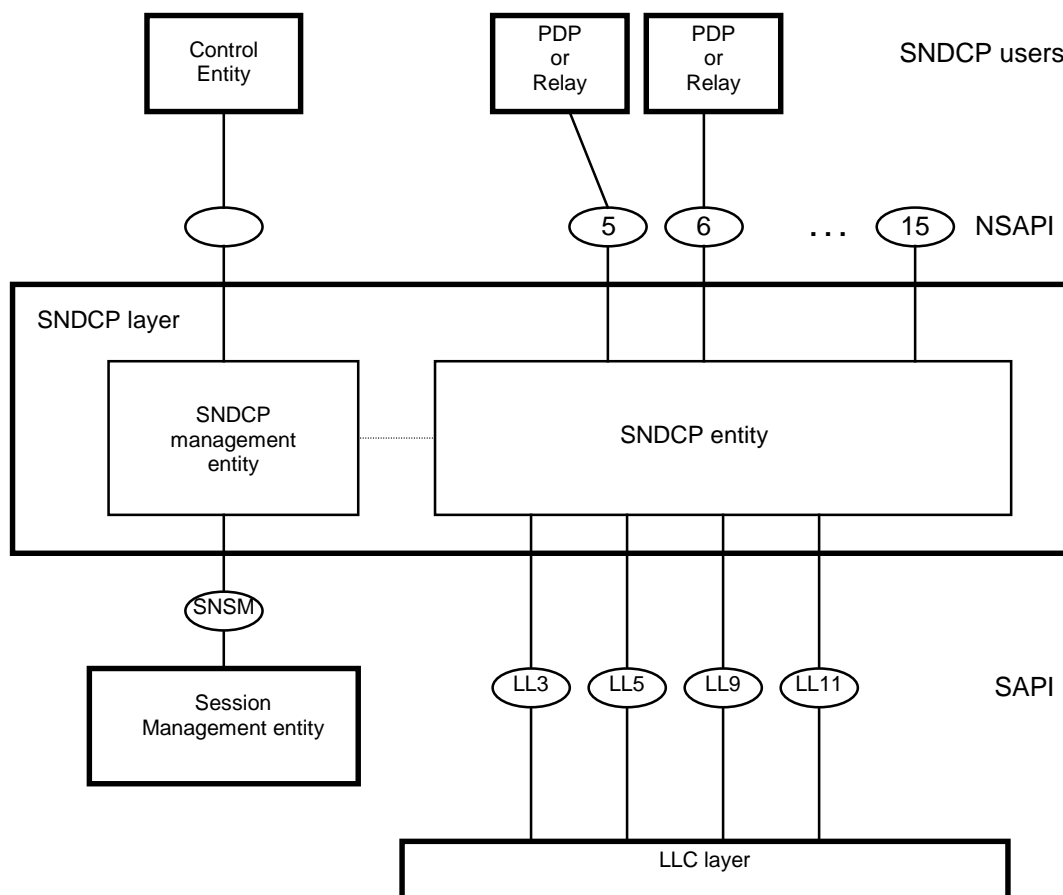 Control
Entity
PDP
or
Relay
PDP
or
Relay
SNDCP users
5
6
. . .
15
NSAPI
SNDCP layer
SNDCP
management
entity
SNDCP entity
SNSM
LL3
LL5
LL9
LL11
SAPI
Session
Management entity
LLC layer